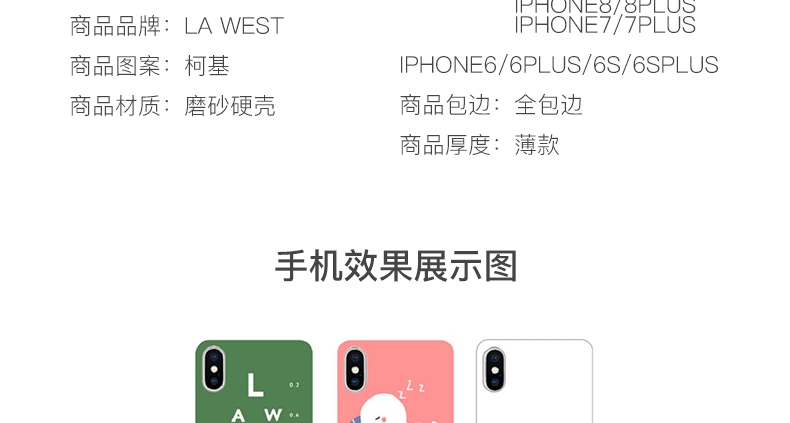 IPHONE8/8PLUS
商品品牌：LA WEST
IPHONE7/7PLUS
商品图案：柯基
IPHONE6/6PLUS/6S/6SPLUS
商品材质：磨砂硬壳
商品包边：全包边
商品厚度：薄款
手机效果展示图
L 0.2
A W 0.4
z z z